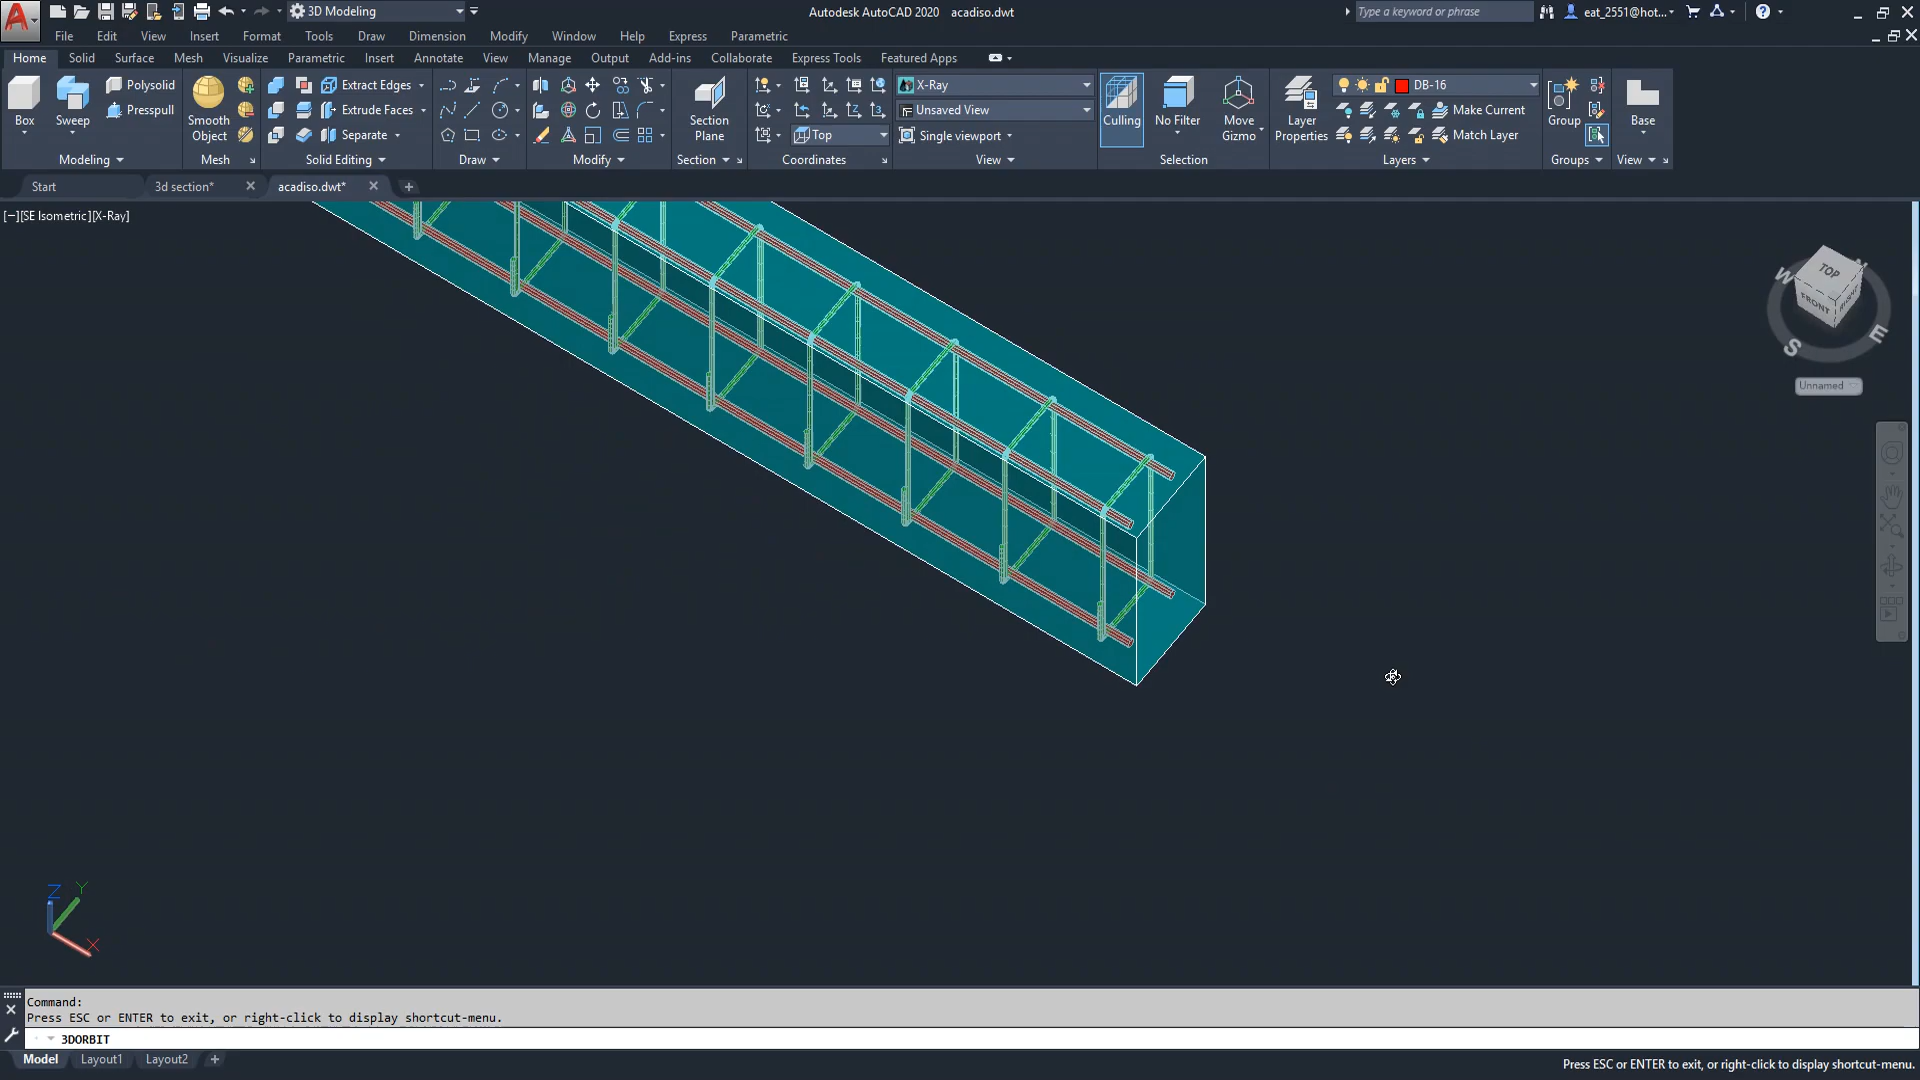 A 3D Modeling Autodesk AutoCAD 2020 acadiso.dwt Type a keyword or phrase eat_2551@hot...
File Edit View Insert Format Tools Draw Dimension Modify Window Help Express Parametric
Home Solid Surface Mesh Visualize Parametric Insert Annotate View Manage Output Add-ins Collaborate Express Tools Featured Apps
Polysolid Extract Edges X-Ray DB-16
Presspull Extrude Faces Unsaved View Make Current
Separate Top Single viewport Match Layer
Box Sweep Smooth Object Section Plane Culling No Filter Move Gizmo Layer Properties Group Base
Modeling Mesh Solid Editing Draw Modify Section Coordinates View Selection Layers Groups View
Start 3d section* acadiso.dwt*
[−][SE Isometric][X-Ray]
TOP
W
FRONT RIGHT
S E
Unnamed
Z Y
X
Command:
Press ESC or ENTER to exit, or right-click to display shortcut-menu.
3DORBIT
Model Layout1 Layout2
Press ESC or ENTER to exit, or right-click to display shortcut-menu.